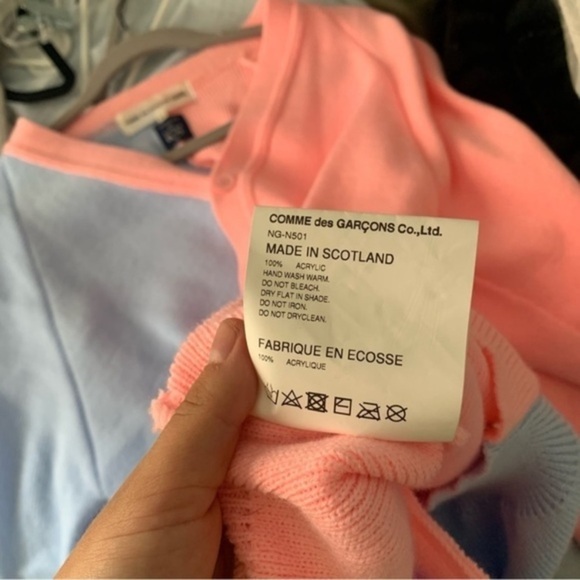 COMME des GARÇONS Co.,Ltd.
NG-N501
MADE IN SCOTLAND
100% ACRYLIC
HAND WASH WARM.
DO NOT BLEACH.
DRY FLAT IN SHADE.
DO NOT IRON.
DO NOT DRYCLEAN.
FABRIQUE EN ECOSSE
100% ACRYLIQUE